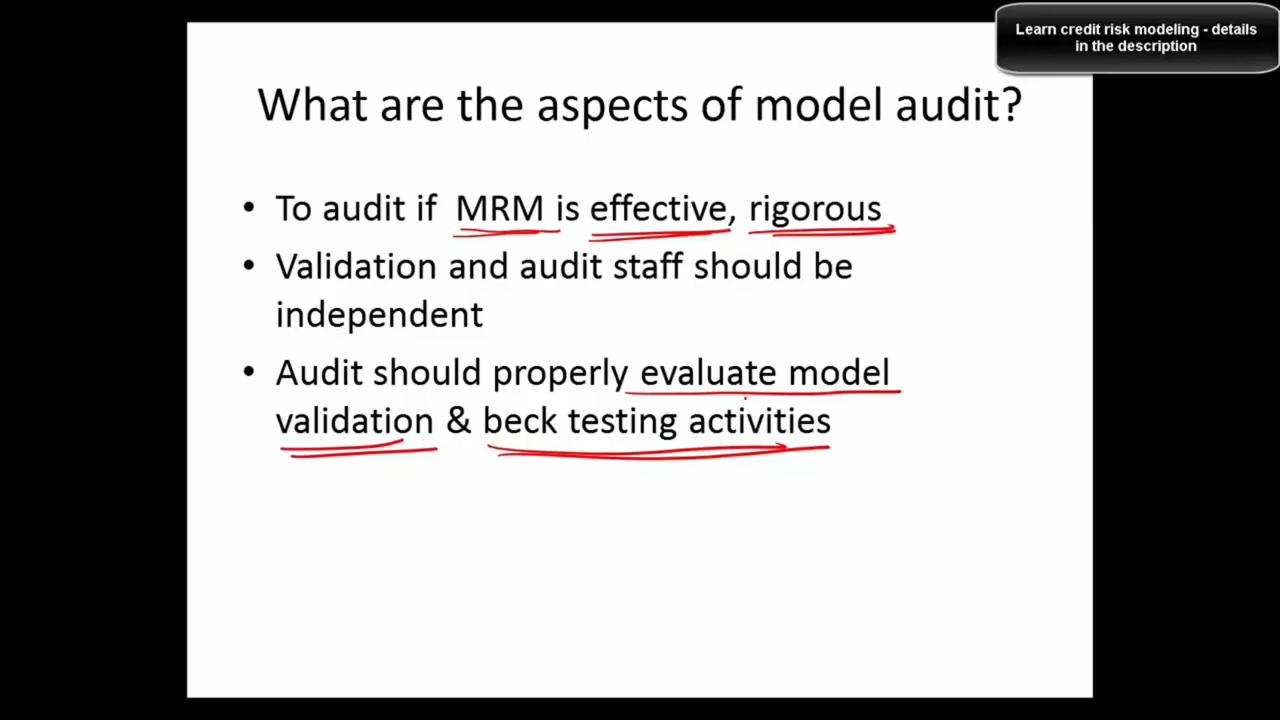 Learn credit risk modeling - details
in the description
What are the aspects of model audit?
• To audit if MRM is effective, rigorous
• Validation and audit staff should be
independent
• Audit should properly evaluate model
validation & beck testing activities